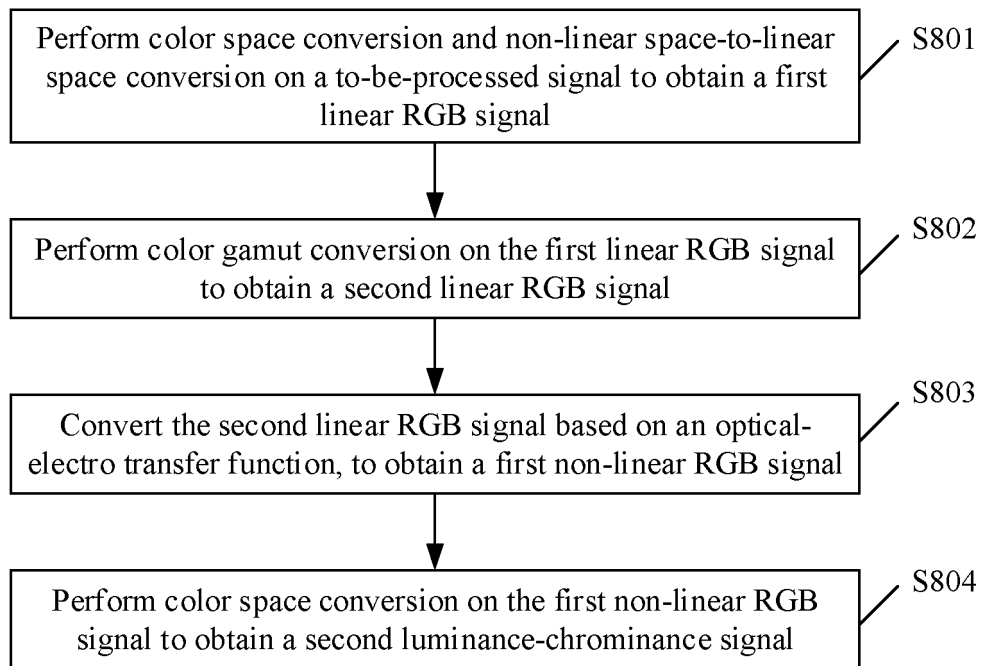 Perform color space conversion and non-linear space-to-linear
space conversion on a to-be-processed signal to obtain a first
linear RGB signal
S801
Perform color gamut conversion on the first linear RGB signal
to obtain a second linear RGB signal
S802
Convert the second linear RGB signal based on an optical-
electro transfer function, to obtain a first non-linear RGB signal
S803
Perform color space conversion on the first non-linear RGB
signal to obtain a second luminance-chrominance signal
S804